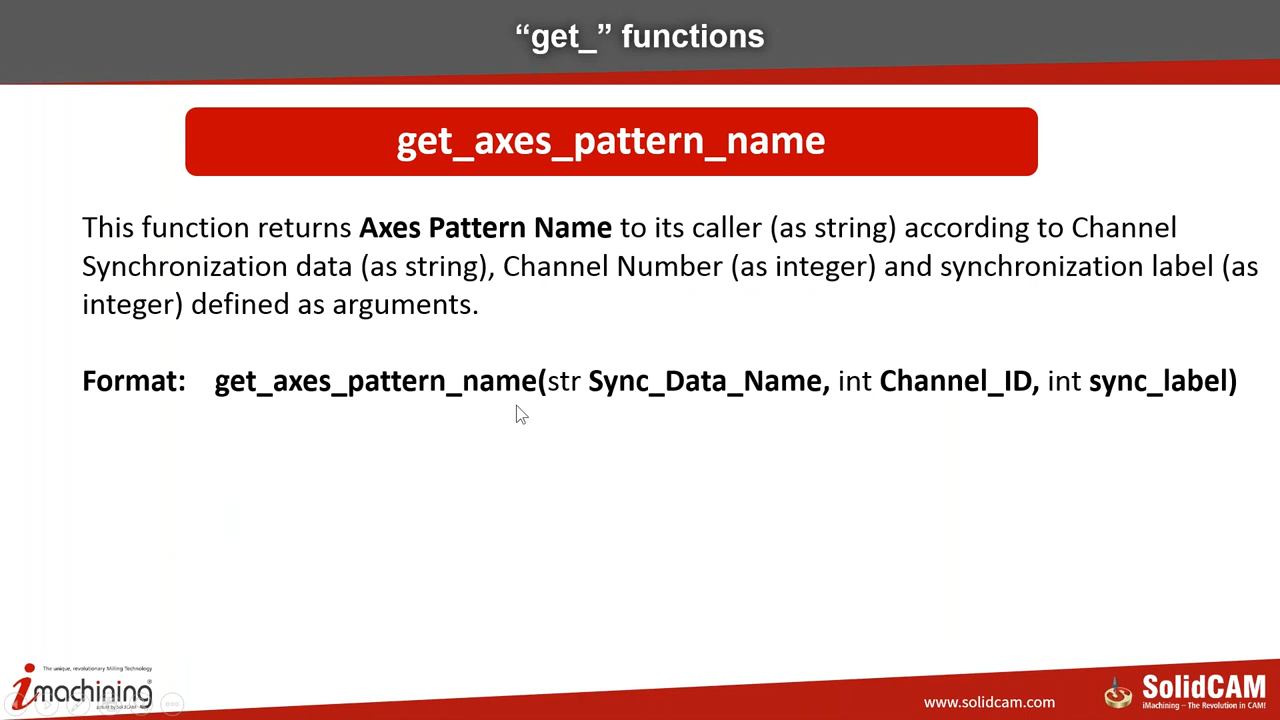 “get_” functions
get_axes_pattern_name
This function returns Axes Pattern Name to its caller (as string) according to Channel
Synchronization data (as string), Channel Number (as integer) and synchronization label (as
integer) defined as arguments.
Format: get_axes_pattern_name(str Sync_Data_Name, int Channel_ID, int sync_label)
The unique, revolutionary Milling Technology
imachining
www.solidcam.com
SolidCAM
iMachining – The Revolution in CAM!